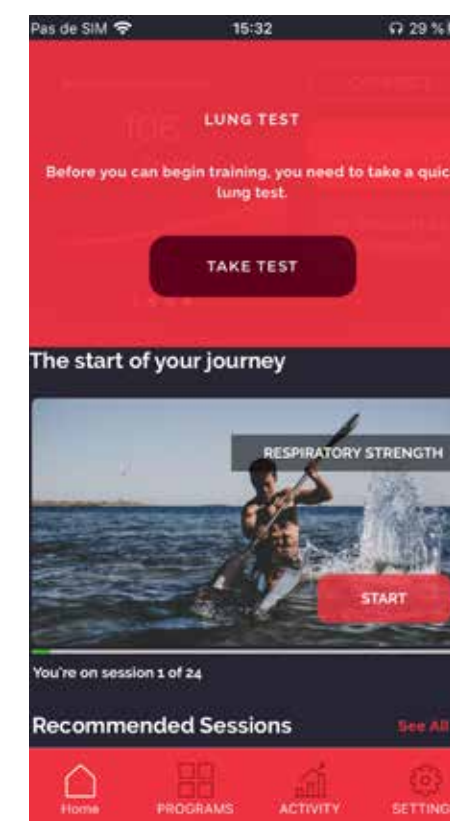 Pas de SIM 15:32 29 %
LUNG TEST
Before you can begin training, you need to take a quic
lung test.
TAKE TEST
The start of your journey
RESPIRATORY STRENGTH
START
You're on session 1 of 24
Recommended Sessions See All
Home PROGRAMS ACTIVITY SETTING